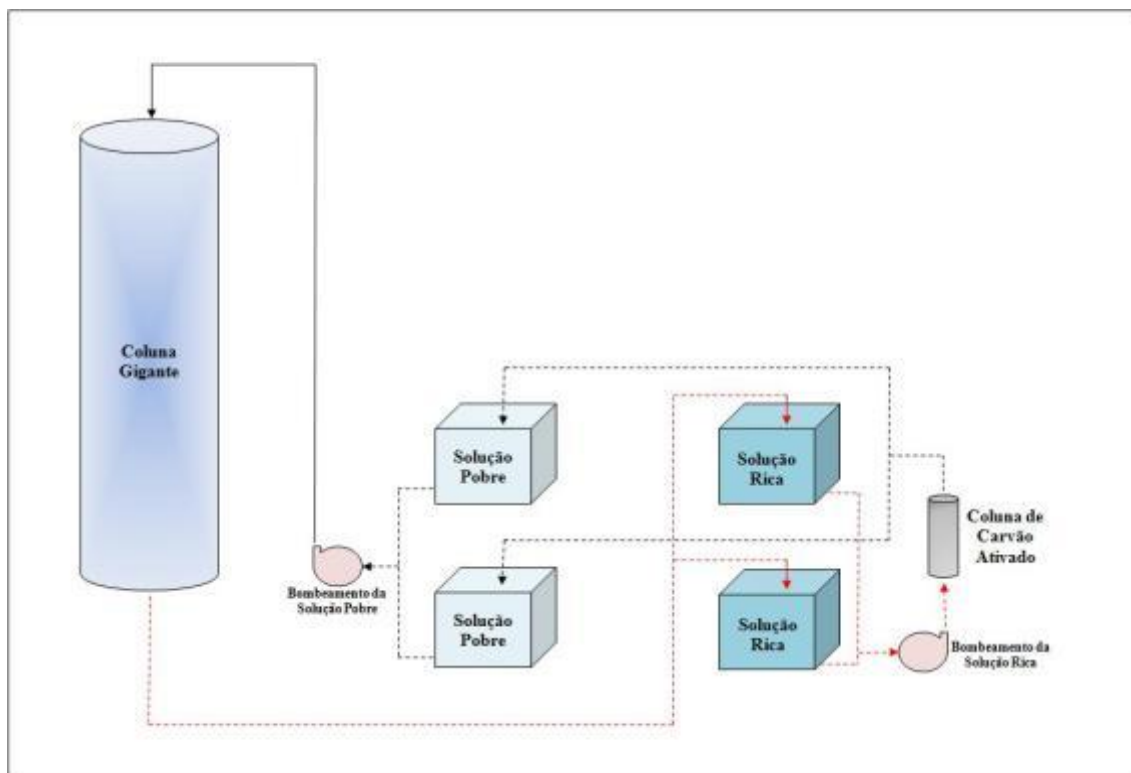 Coluna
Gigante
Solução
Pobre
Solução
Rica
Coluna de
Carvão
Ativado
Bombeamento da
Solução Pobre
Solução
Pobre
Solução
Rica
Bombeamento da
Solução Rica